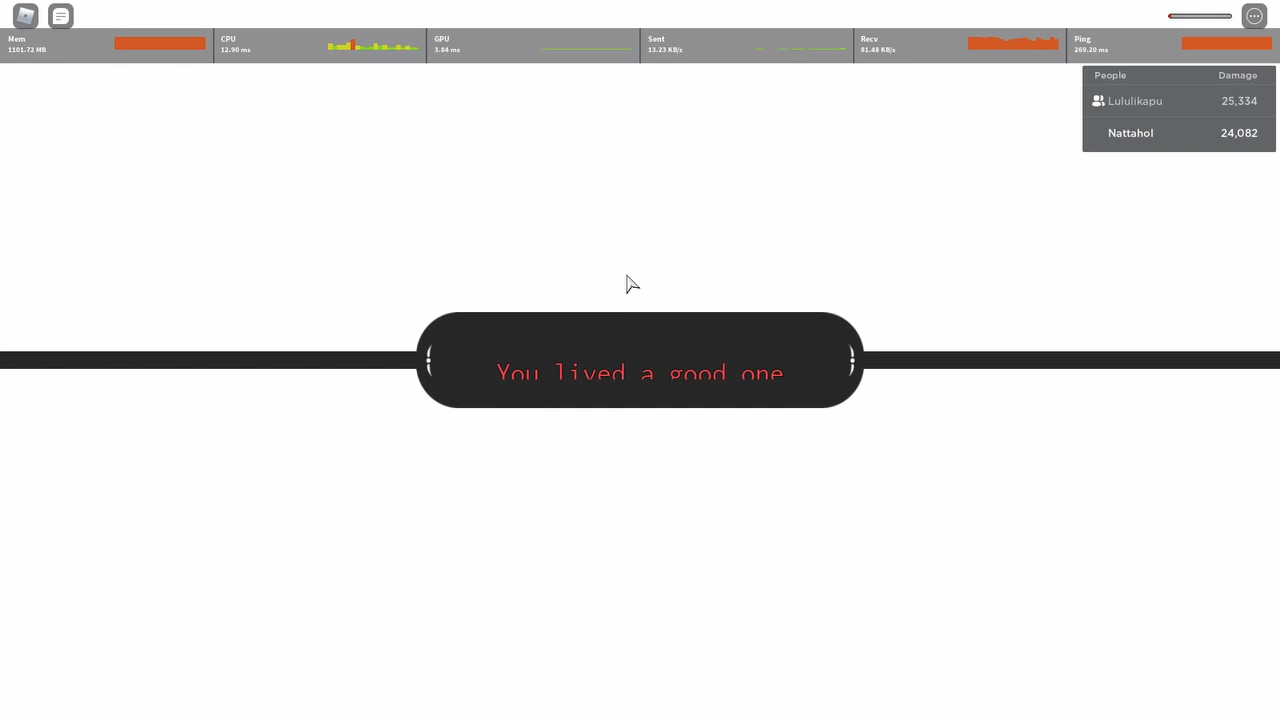 Mem
1101.72 MB
CPU
12.90 ms
GPU
3.84 ms
Sent
13.23 KB/s
Recv
81.48 KB/s
Ping
269.20 ms
People Damage
Lululikapu 25,334
Nattahol 24,082
You lived a good one